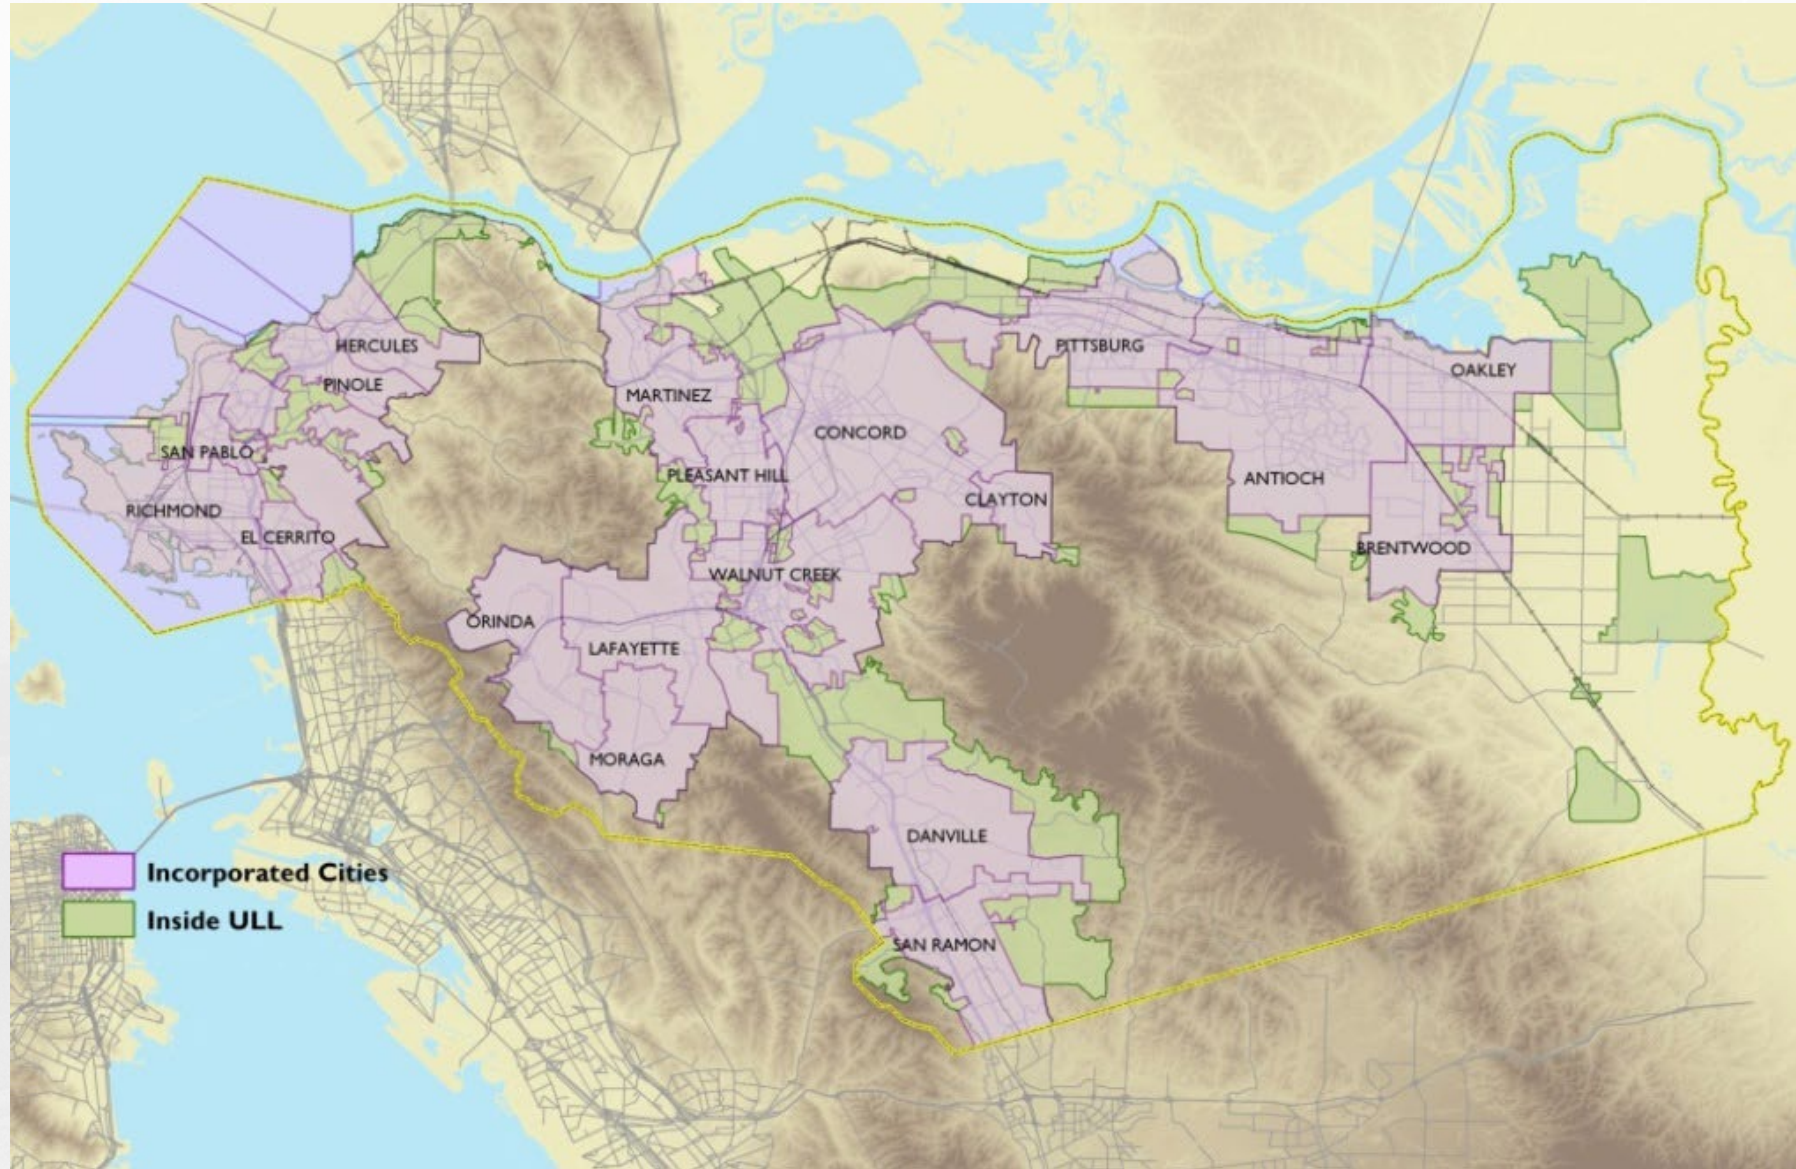 HERCULES
PITTSBURG
OAKLEY
PINOLE
MARTINEZ
CONCORD
SAN PABLO
PLEASANT HILL
ANTIOCH
CLAYTON
RICHMOND
EL CERRITO
BRENTWOOD
WALNUT CREEK
ORINDA
LAFAYETTE
MORAGA
DANVILLE
Incorporated Cities
Inside ULL
SAN RAMON